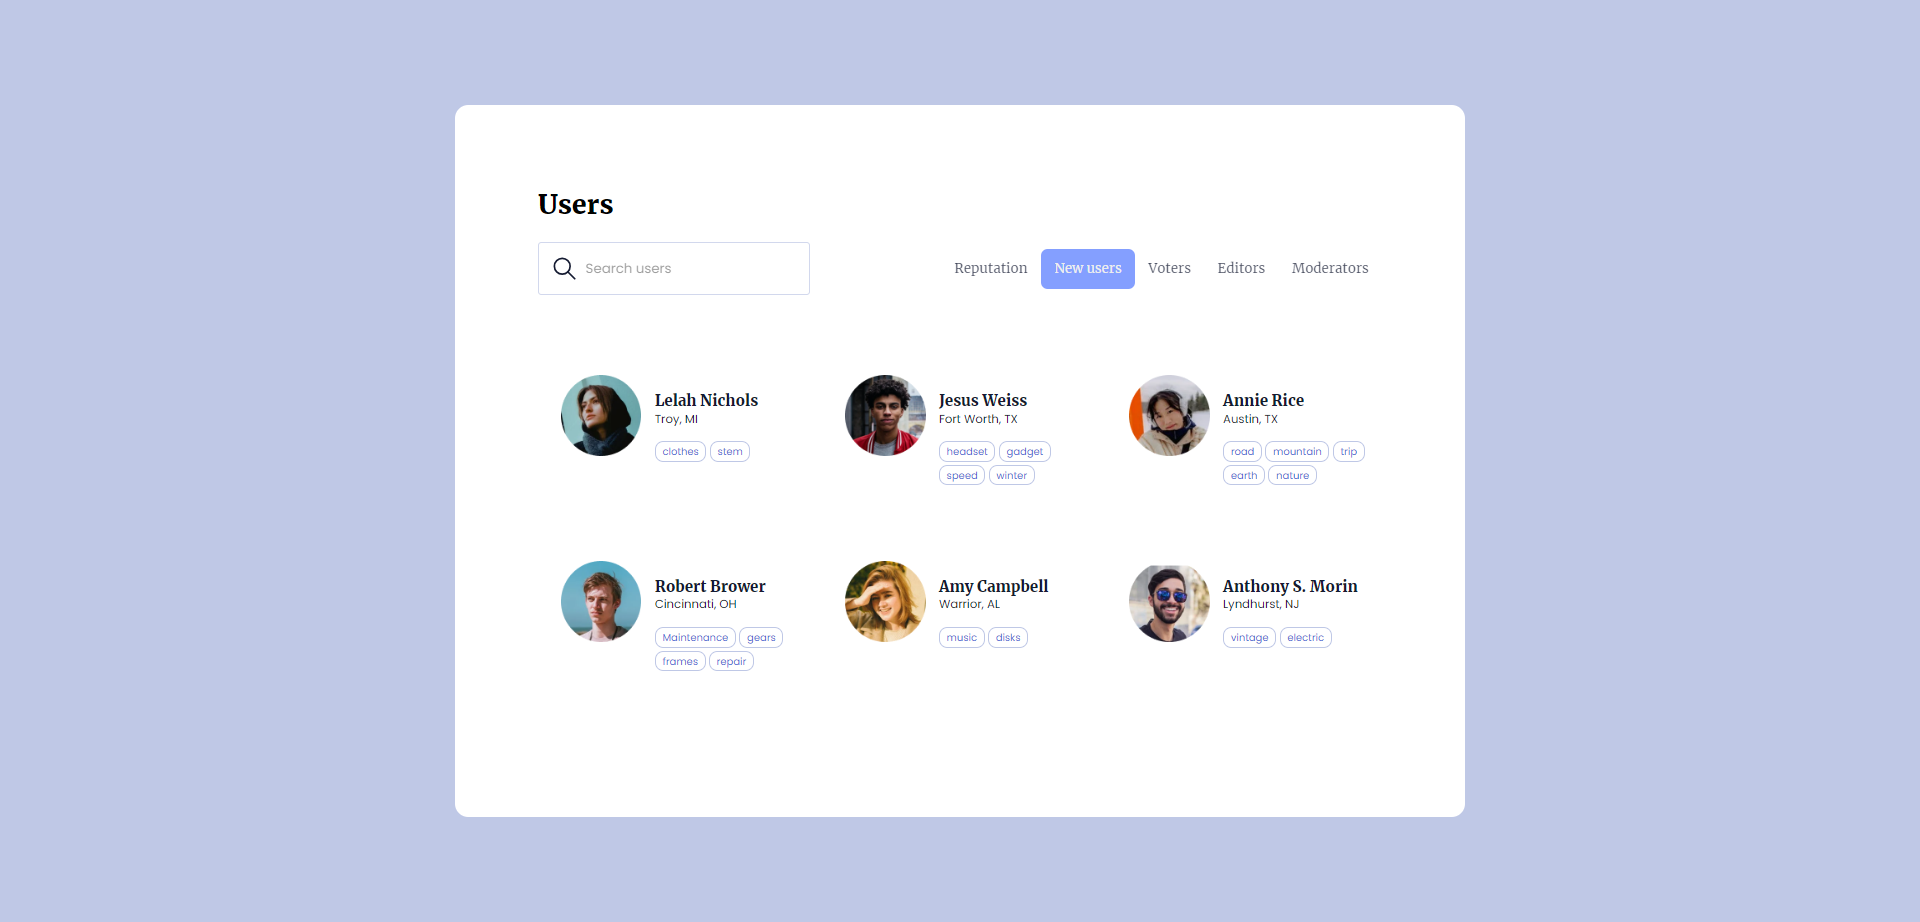 Users
Search users
Reputation New users Voters Editors Moderators
Lelah Nichols
Troy, MI
clothes stem
Jesus Weiss
Fort Worth, TX
headset gadget
speed winter
Annie Rice
Austin, TX
road mountain trip
earth nature
Robert Brower
Cincinnati, OH
Maintenance gears
frames repair
Amy Campbell
Warrior, AL
music disks
Anthony S. Morin
Lyndhurst, NJ
vintage electric